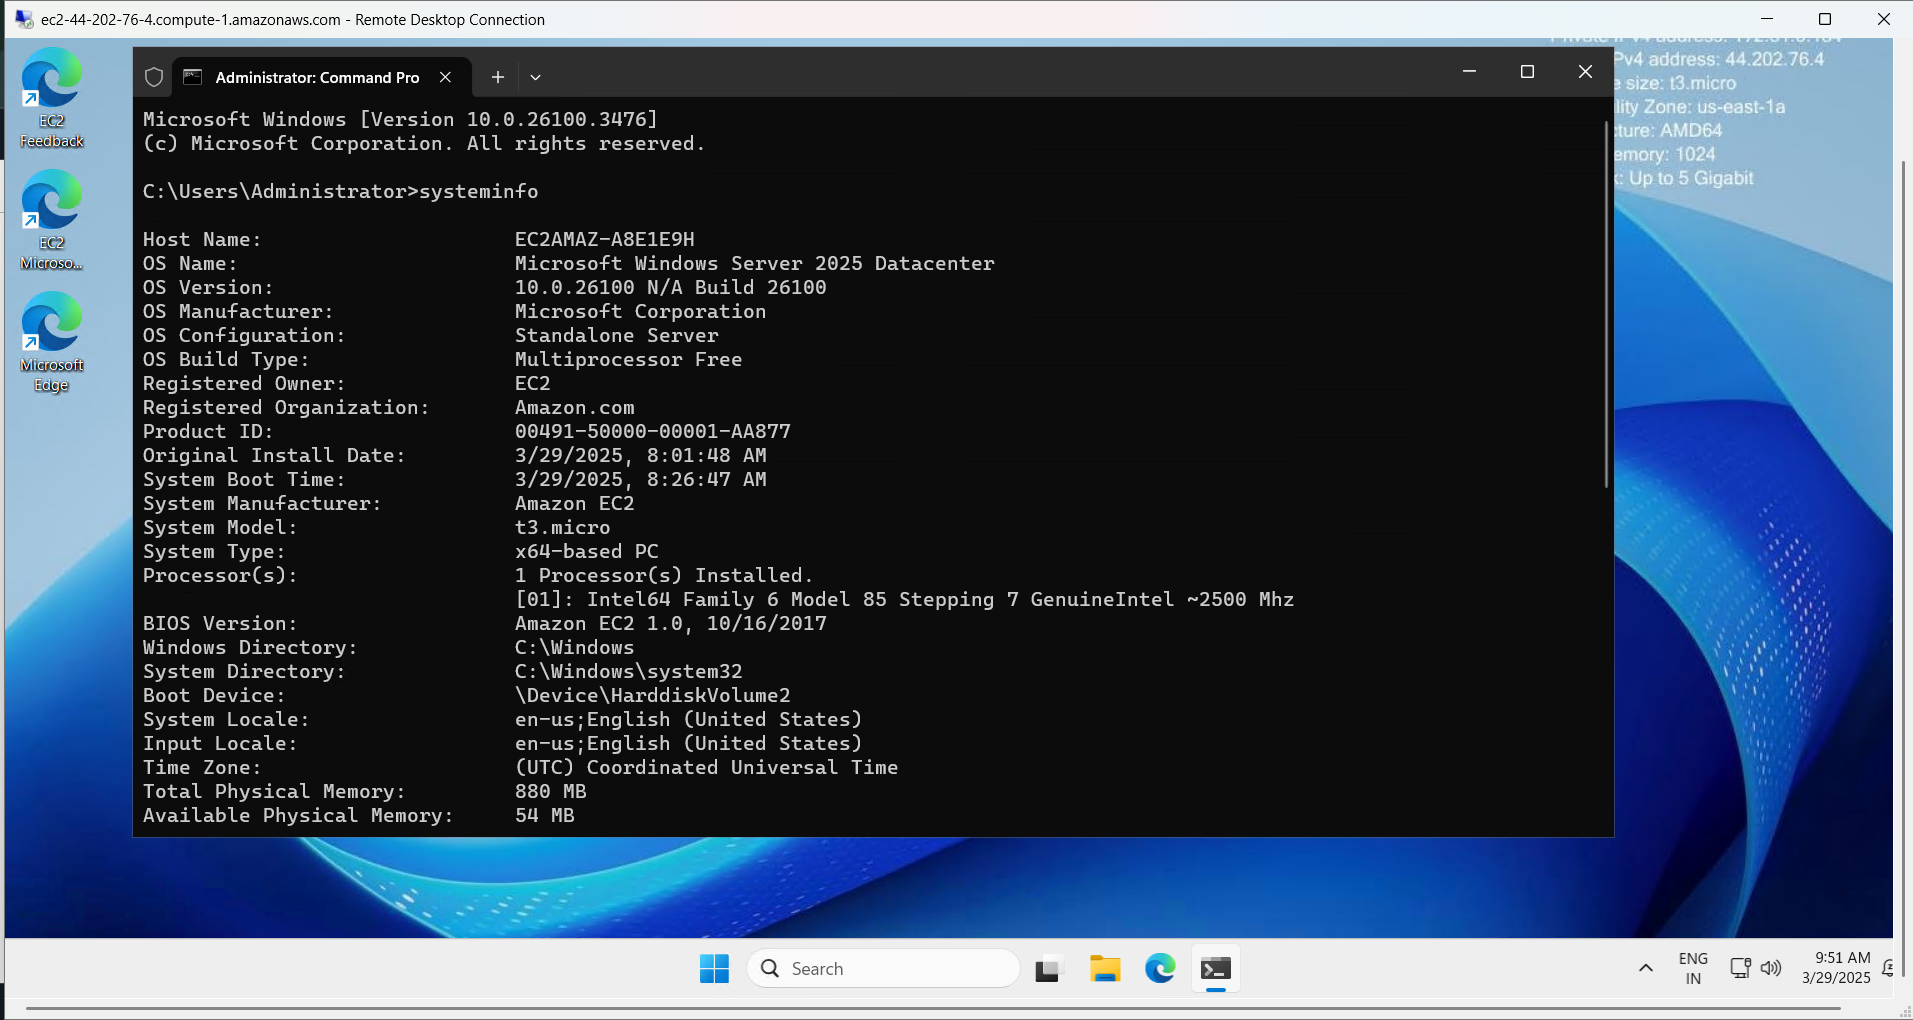 ec2-44-202-76-4.compute-1.amazonaws.com - Remote Desktop Connection
EC2
Feedback
EC2
Microso...
Microsoft
Edge
Administrator: Command Pro
Microsoft Windows [Version 10.0.26100.3476]
(c) Microsoft Corporation. All rights reserved.
C:\Users\Administrator>systeminfo
Host Name: EC2AMAZ-A8E1E9H
OS Name: Microsoft Windows Server 2025 Datacenter
OS Version: 10.0.26100 N/A Build 26100
OS Manufacturer: Microsoft Corporation
OS Configuration: Standalone Server
OS Build Type: Multiprocessor Free
Registered Owner: EC2
Registered Organization: Amazon.com
Product ID: 00491-50000-00001-AA877
Original Install Date: 3/29/2025, 8:01:48 AM
System Boot Time: 3/29/2025, 8:26:47 AM
System Manufacturer: Amazon EC2
System Model: t3.micro
System Type: x64-based PC
Processor(s): 1 Processor(s) Installed.
[01]: Intel64 Family 6 Model 85 Stepping 7 GenuineIntel ~2500 Mhz
BIOS Version: Amazon EC2 1.0, 10/16/2017
Windows Directory: C:\Windows
System Directory: C:\Windows\system32
Boot Device: \Device\HarddiskVolume2
System Locale: en-us;English (United States)
Input Locale: en-us;English (United States)
Time Zone: (UTC) Coordinated Universal Time
Total Physical Memory: 880 MB
Available Physical Memory: 54 MB
Pv4 address: 44.202.76.4
e size: t3.micro
ility Zone: us-east-1a
cture: AMD64
emory: 1024
k: Up to 5 Gigabit
Search
ENG
IN
9:51 AM
3/29/2025